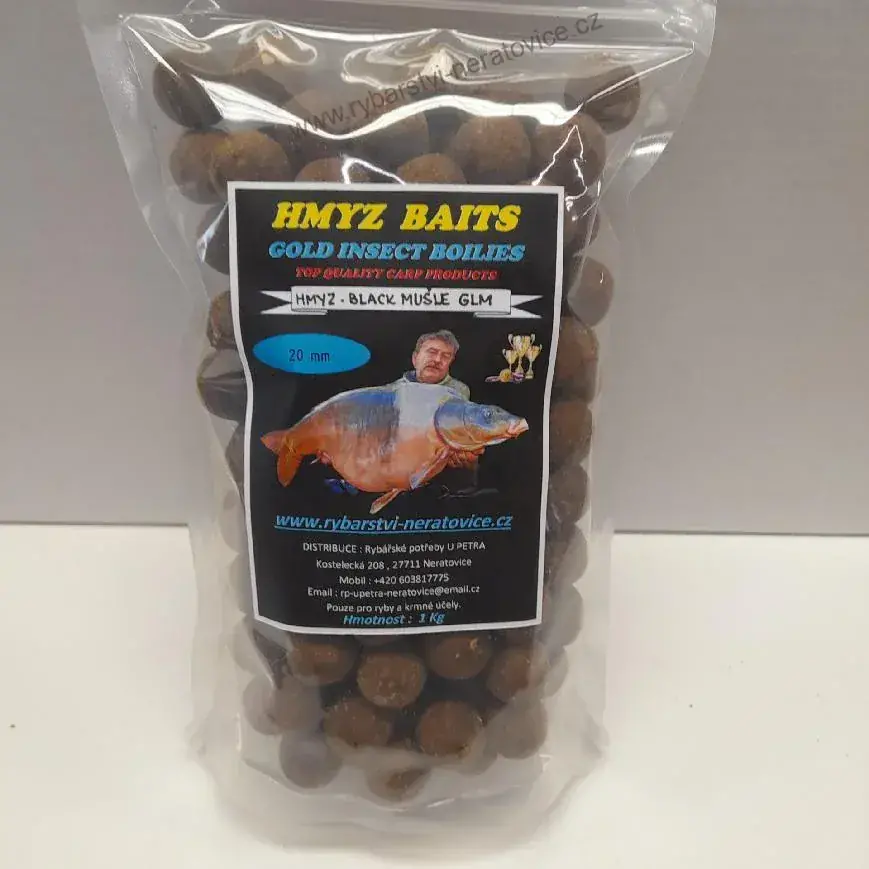 www.rybarstvi-neratovice.cz
HMYZ BAITS
GOLD INSECT BOILIES
TOP QUALITY CARP PRODUCTS
HMYZ - BLACK MUŠLE GLM
20 mm
www.rybarstvi-neratovice.cz
DISTRIBUCE : Rybářské potřeby U PETRA
Kostelecká 208 , 27711 Neratovice
Mobil : +420 603817775
Email : rp-upetra-neratovice@email.cz
Pouze pro ryby a krmné účely.
Hmotnost : 1 Kg